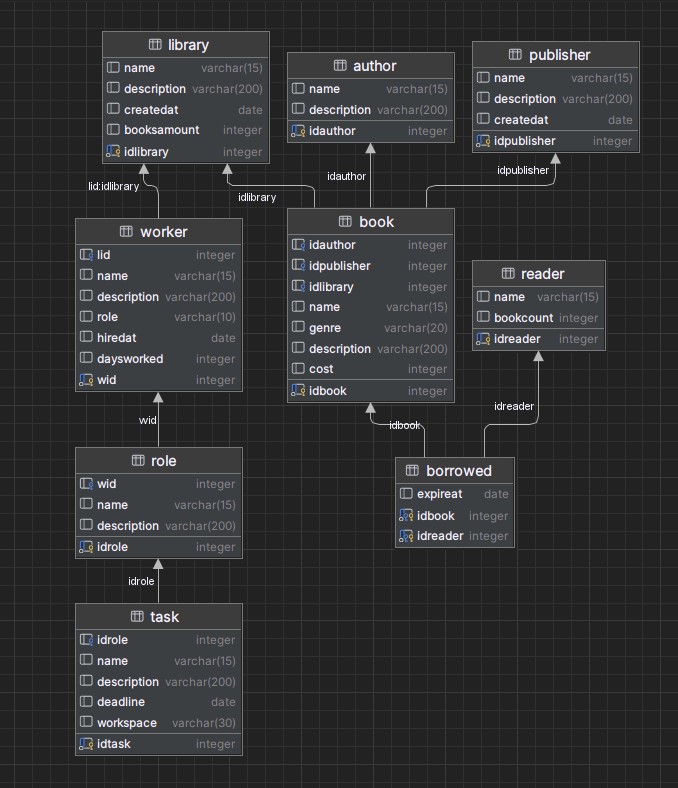 library
name varchar(15)
description varchar(200)
createdat date
booksamount integer
idlibrary integer
author
name varchar(15)
description varchar(200)
idauthor integer
publisher
name varchar(15)
description varchar(200)
createdat date
idpublisher integer
lid:idlibrary
idlibrary
idauthor
idpublisher
worker
lid integer
name varchar(15)
description varchar(200)
role varchar(10)
hiredat date
daysworked integer
wid integer
book
idauthor integer
idpublisher integer
idlibrary integer
name varchar(15)
genre varchar(20)
description varchar(200)
cost integer
idbook integer
reader
name varchar(15)
bookcount integer
idreader integer
wid
idbook
idreader
role
wid integer
name varchar(15)
description varchar(200)
idrole integer
borrowed
expireat date
idbook integer
idreader integer
idrole
task
idrole integer
name varchar(15)
description varchar(200)
deadline date
workspace varchar(30)
idtask integer